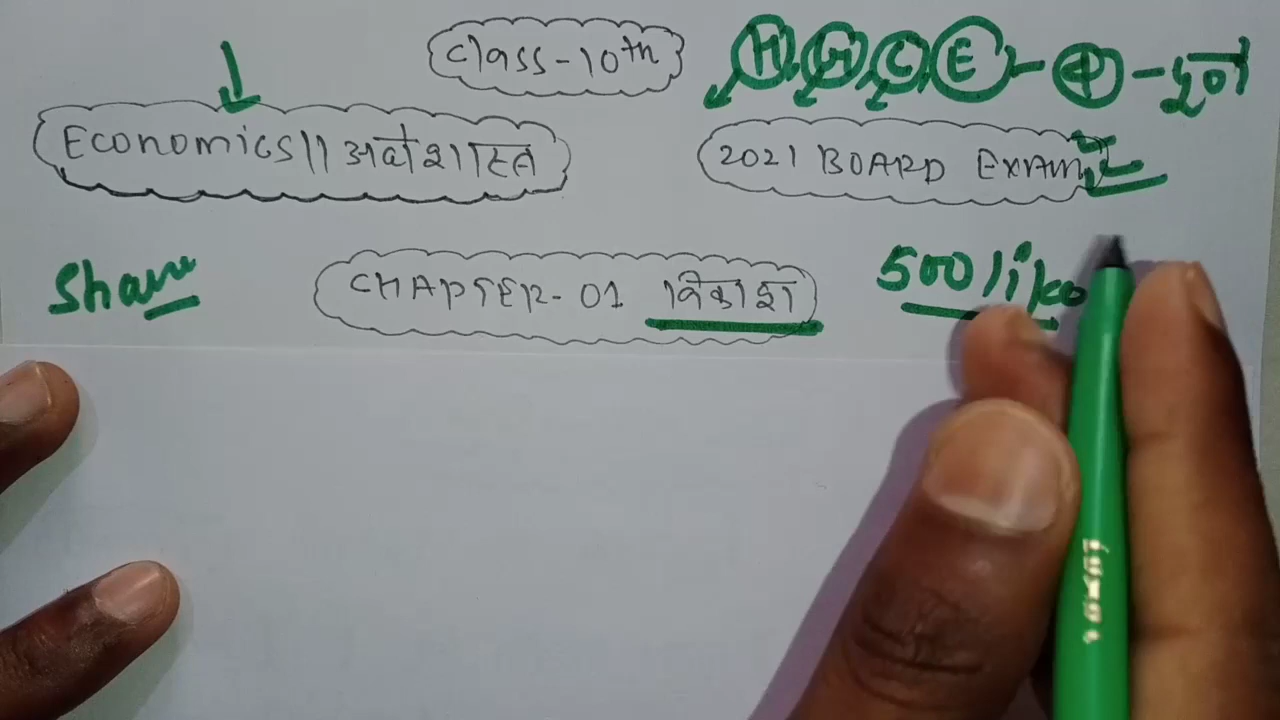 Class-10th
H G C E - फ - पूर्ण
Economics || अर्थशास्त्र
2021 BOARD EXAM
Share
CHAPTER-01 विकाश
500 like